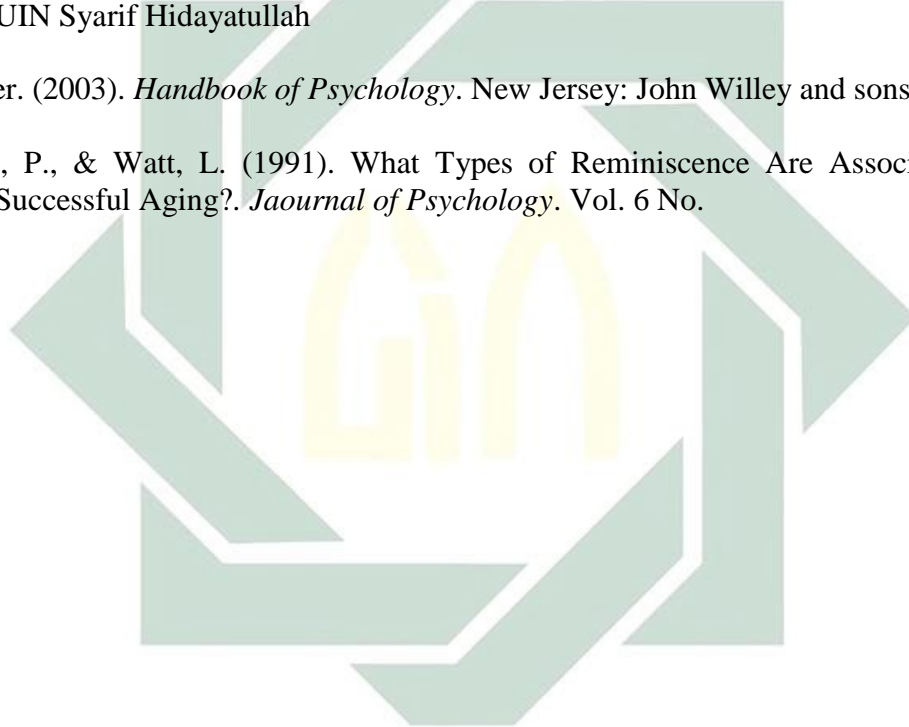 UIN Syarif Hidayatullah
er. (2003). Handbook of Psychology. New Jersey: John Willey and sons
, P., & Watt, L. (1991). What Types of Reminiscence Are Associ
Successful Aging?. Jaournal of Psychology. Vol. 6 No.